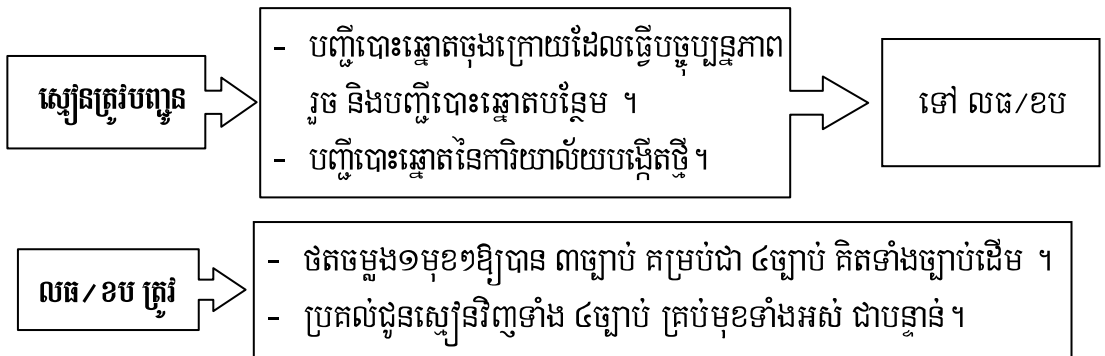 ស្មៀនត្រូវបញ្ជូន
- បញ្ជីបោះឆ្នោតចុងក្រោយដែលធ្វើបច្ចុប្បន្នភាព
រួច និងបញ្ជីបោះឆ្នោតបន្ថែម ។
- បញ្ជីបោះឆ្នោតនៃការិយាល័យបង្កើតថ្មី។
ទៅ លធ/ខប
លធ/ ខប ត្រូវ
- ថតចម្លង១មុខៗឱ្យបាន ៣ច្បាប់ គម្រប់ជា ៤ច្បាប់ គិតទាំងច្បាប់ដើម ។
- ប្រគល់ជូនស្មៀនវិញទាំង ៤ច្បាប់ គ្រប់មុខទាំងអស់ ជាបន្ទាន់។